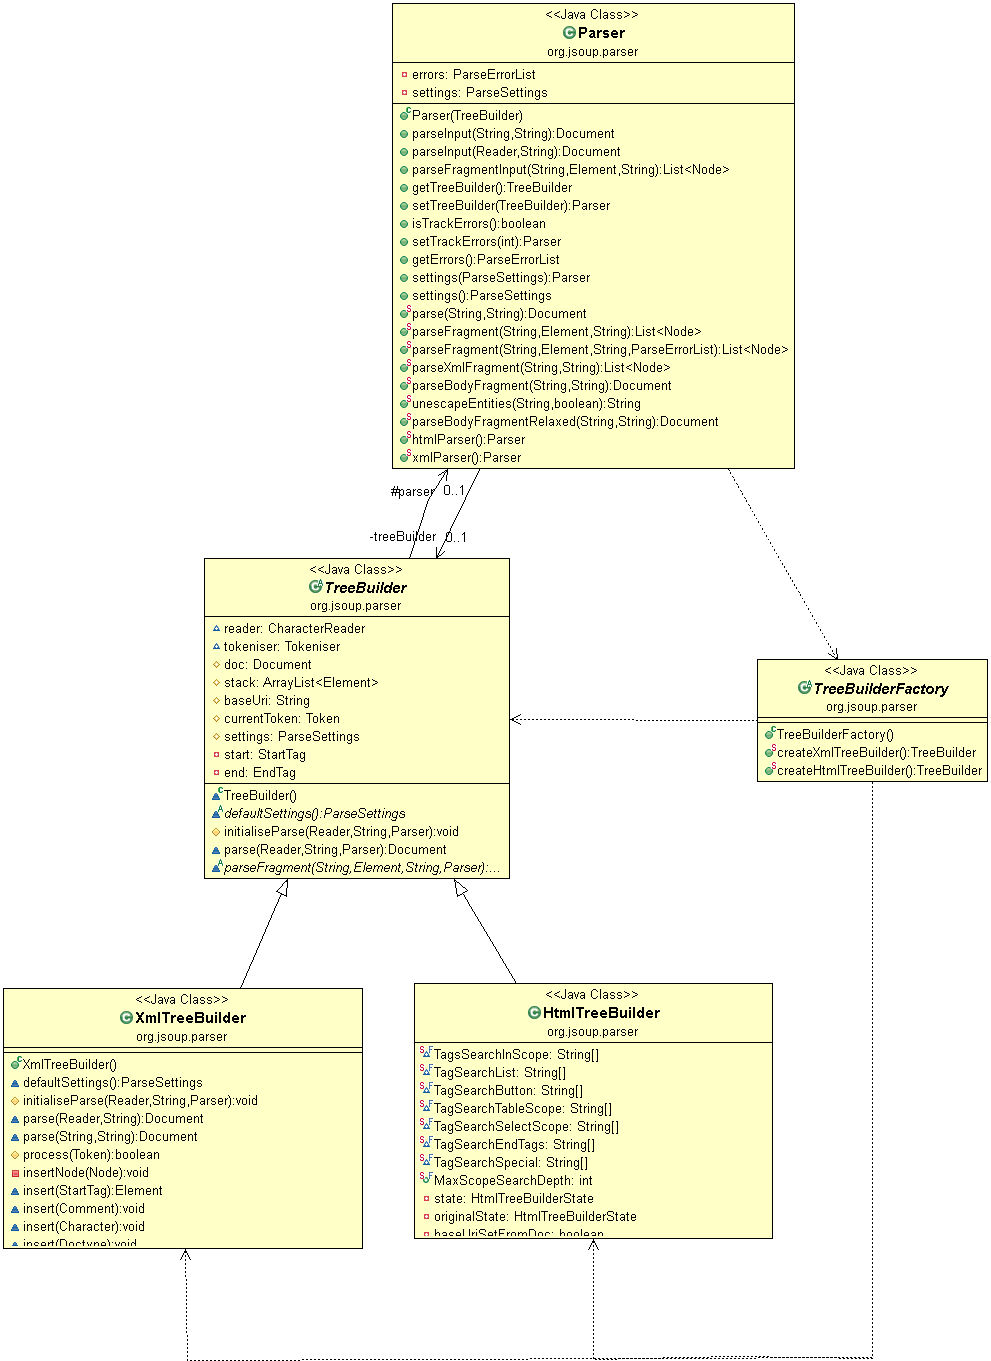 <<Java Class>>
Parser
org.jsoup.parser
errors: ParseErrorList
settings: ParseSettings
Parser(TreeBuilder)
parseInput(String,String):Document
parseInput(Reader,String):Document
parseFragmentInput(String,Element,String):List<Node>
getTreeBuilder():TreeBuilder
setTreeBuilder(TreeBuilder):Parser
isTrackErrors():boolean
setTrackErrors(int):Parser
getErrors():ParseErrorList
settings(ParseSettings):Parser
settings():ParseSettings
parse(String,String):Document
parseFragment(String,Element,String):List<Node>
parseFragment(String,Element,String,ParseErrorList):List<Node>
parseXmlFragment(String,String):List<Node>
parseBodyFragment(String,String):Document
unescapeEntities(String,boolean):String
parseBodyFragmentRelaxed(String,String):Document
htmlParser():Parser
xmlParser():Parser
#parser 0..1
-treeBuilder 0..1
<<Java Class>>
TreeBuilder
org.jsoup.parser
reader: CharacterReader
tokeniser: Tokeniser
doc: Document
stack: ArrayList<Element>
baseUri: String
currentToken: Token
settings: ParseSettings
start: StartTag
end: EndTag
TreeBuilder()
defaultSettings():ParseSettings
initialiseParse(Reader,String,Parser):void
parse(Reader,String,Parser):Document
parseFragment(String,Element,String,Parser):...
<<Java Class>>
TreeBuilderFactory
org.jsoup.parser
TreeBuilderFactory()
createXmlTreeBuilder():TreeBuilder
createHtmlTreeBuilder():TreeBuilder
<<Java Class>>
XmlTreeBuilder
org.jsoup.parser
XmlTreeBuilder()
defaultSettings():ParseSettings
initialiseParse(Reader,String,Parser):void
parse(Reader,String):Document
parse(String,String):Document
process(Token):boolean
insertNode(Node):void
insert(StartTag):Element
insert(Comment):void
insert(Character):void
insert(Doctype):void
<<Java Class>>
HtmlTreeBuilder
org.jsoup.parser
TagsSearchInScope: String[]
TagSearchList: String[]
TagSearchButton: String[]
TagSearchTableScope: String[]
TagSearchSelectScope: String[]
TagSearchEndTags: String[]
TagSearchSpecial: String[]
MaxScopeSearchDepth: int
state: HtmlTreeBuilderState
originalState: HtmlTreeBuilderState
baseUriSetFromDoc: boolean